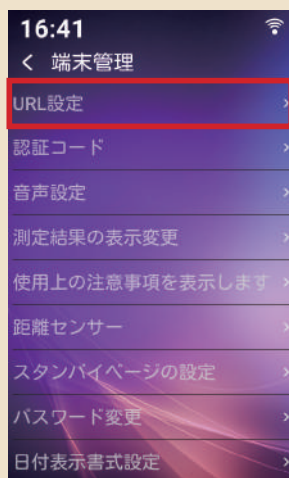 16:41
く 端末管理
URL設定
認証コード
音声設定
測定結果の表示変更
使用上の注意事項を表示します
距離センサー
スタンバイページの設定
パスワード変更
日付表示書式設定